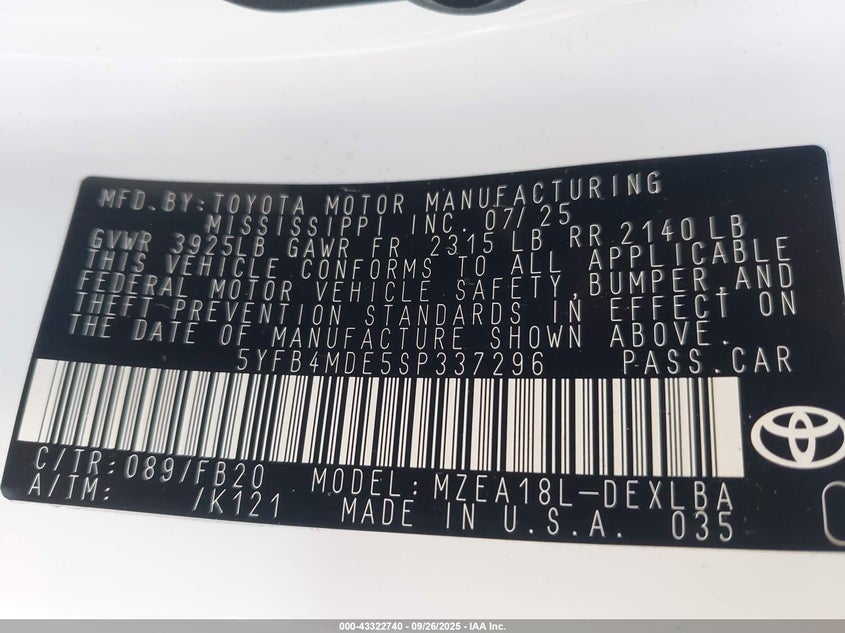 MFD.BY:TOYOTA MOTOR MANUFACTURING
MISSISSIPPI INC. 07/25
GVWR 3925LB GAWR FR 2315 LB RR 2140 LB
THIS VEHICLE CONFORMS TO ALL APPLICABLE
FEDERAL MOTOR VEHICLE SAFETY,BUMPER,AND
THEFT-PREVENTION STANDARDS IN EFFECT ON
THE DATE OF MANUFACTURE SHOWN ABOVE.
5YFB4MDE5SP337296 PASS.CAR
C/TR:089/FB20 MODEL:MZEA18L-DEXLBA
A/TM: /K121 MADE IN U.S.A. 035
000-43322740 - 09/26/2025 - IAA Inc.